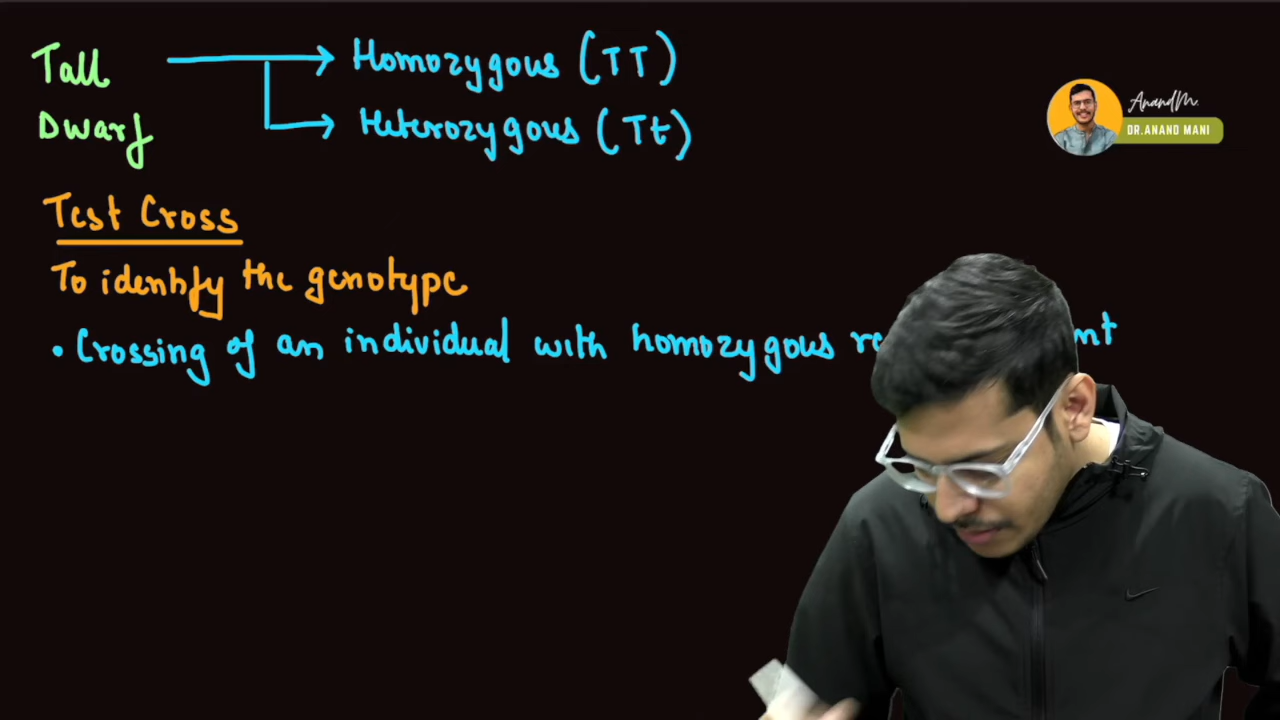 Tall → Homozygous (TT)
Dwarf → Heterozygous (Tt)
AnandM.
DR.ANAND MANI
Test Cross
To identify the genotype
• Crossing of an individual with homozygous